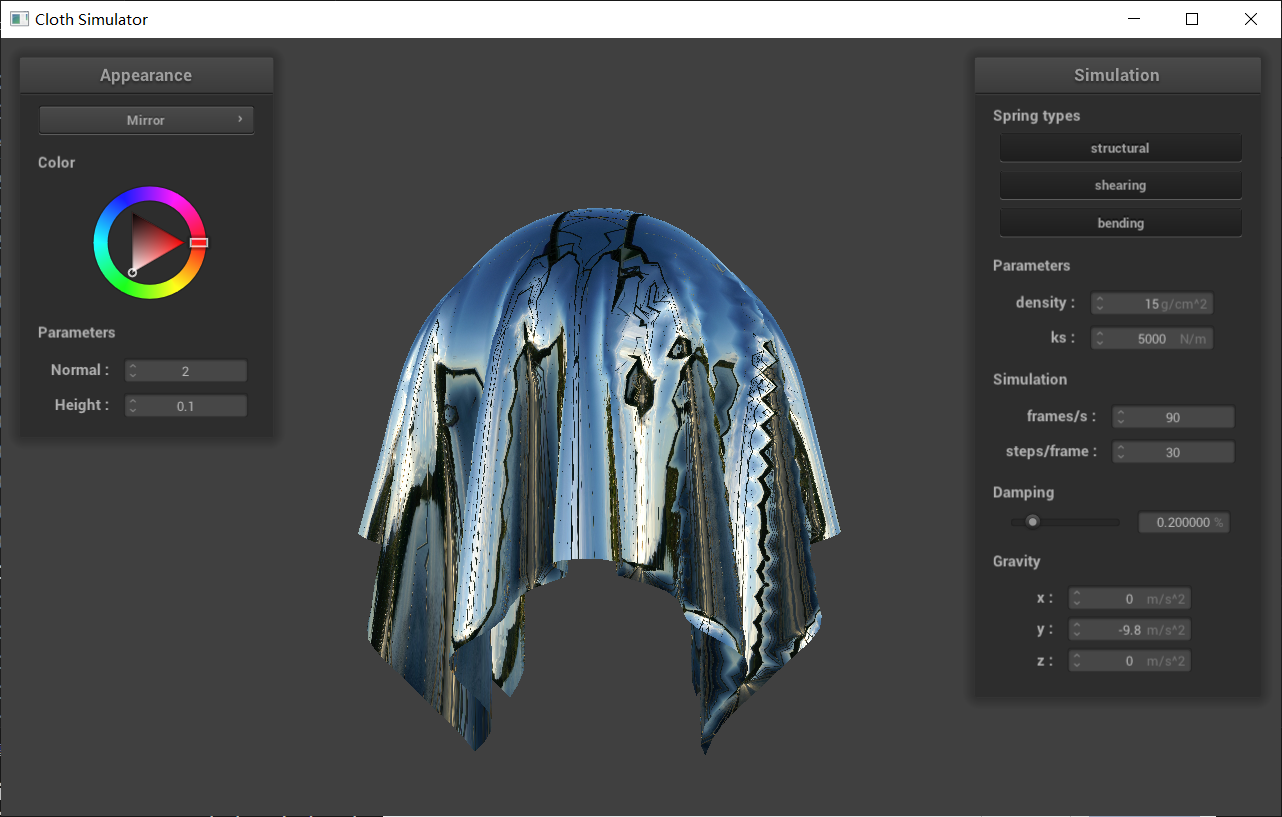 Cloth Simulator
Appearance
Mirror
Color
Parameters
Normal : 2
Height : 0.1
Simulation
Spring types
structural
shearing
bending
Parameters
density : 15 g/cm^2
ks : 5000 N/m
Simulation
frames/s : 90
steps/frame : 30
Damping
0.200000 %
Gravity
x : 0 m/s^2
y : -9.8 m/s^2
z : 0 m/s^2